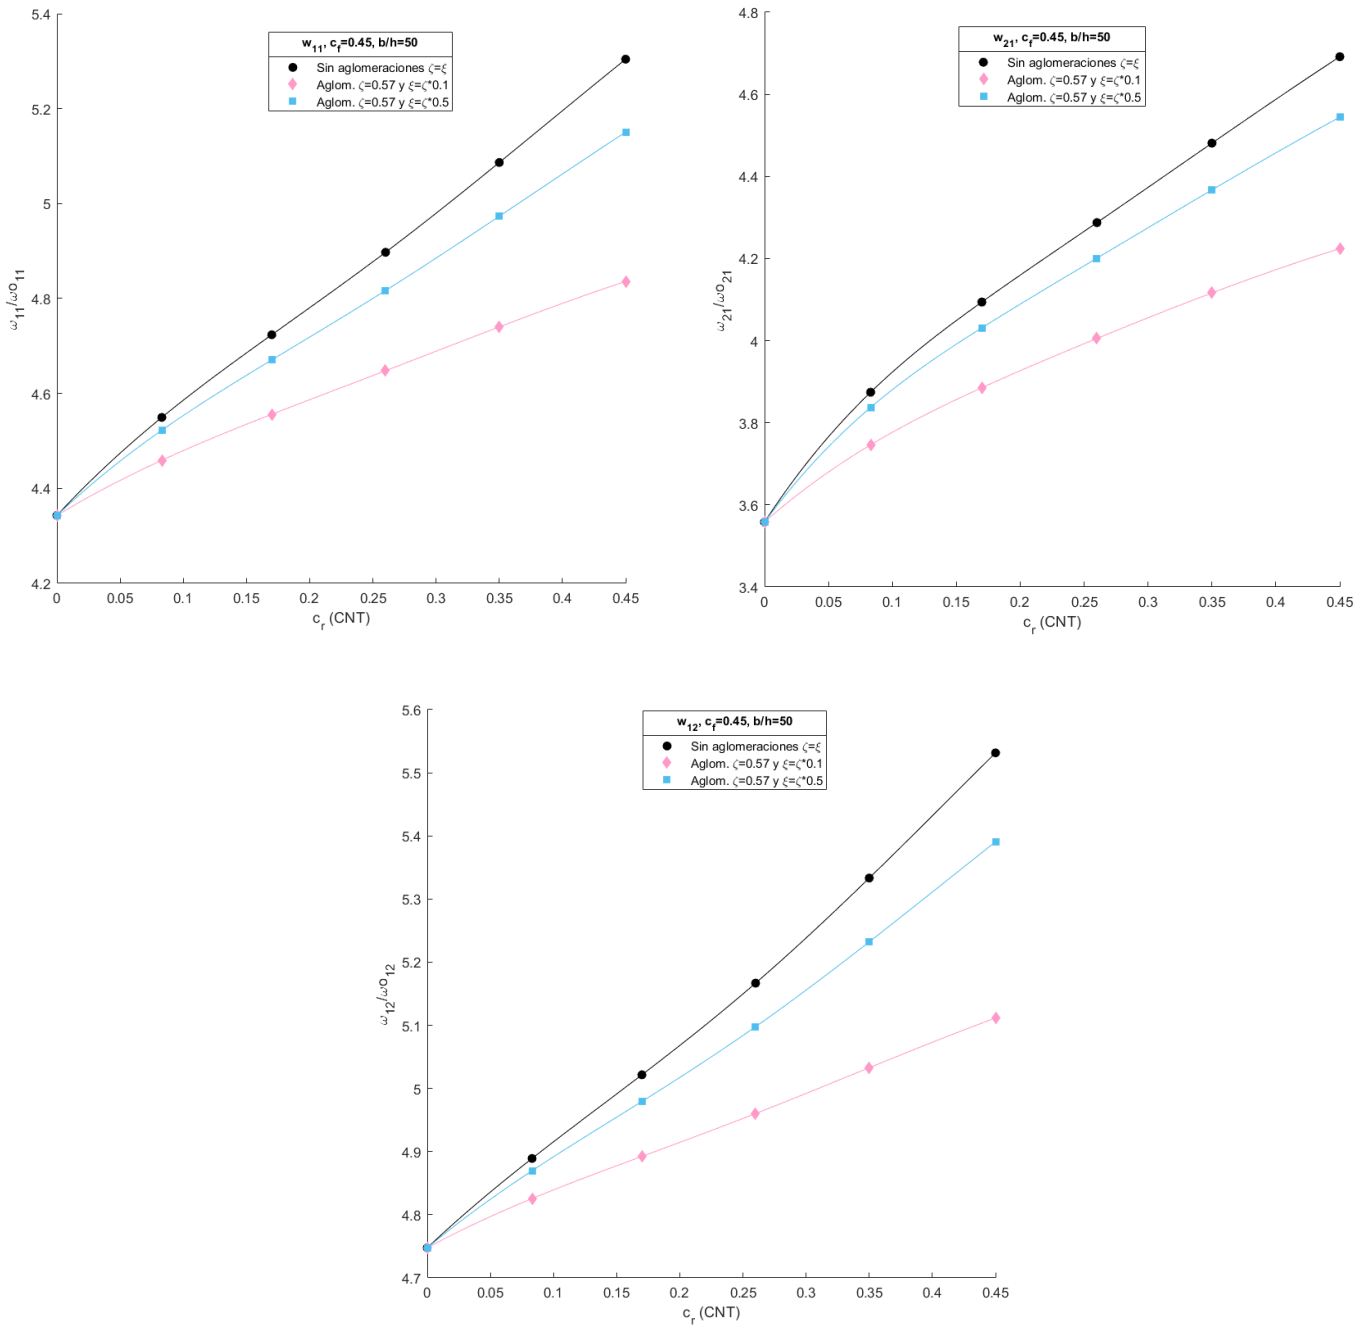 w11, cf=0.45, b/h=50
Sin aglomeraciones ζ=ξ
Aglom. ζ=0.57 y ξ=ζ*0.1
Aglom. ζ=0.57 y ξ=ζ*0.5
5.4
5.2
5
4.8
4.6
4.4
4.2
ω11/ωo11
0 0.05 0.1 0.15 0.2 0.25 0.3 0.35 0.4 0.45
cr (CNT)
w21, cf=0.45, b/h=50
Sin aglomeraciones ζ=ξ
Aglom. ζ=0.57 y ξ=ζ*0.1
Aglom. ζ=0.57 y ξ=ζ*0.5
4.8
4.6
4.4
4.2
4
3.8
3.6
3.4
ω21/ωo21
0 0.05 0.1 0.15 0.2 0.25 0.3 0.35 0.4 0.45
cr (CNT)
w12, cf=0.45, b/h=50
Sin aglomeraciones ζ=ξ
Aglom. ζ=0.57 y ξ=ζ*0.1
Aglom. ζ=0.57 y ξ=ζ*0.5
5.6
5.5
5.4
5.3
5.2
5.1
5
4.9
4.8
4.7
ω12/ωo12
0 0.05 0.1 0.15 0.2 0.25 0.3 0.35 0.4 0.45
cr (CNT)